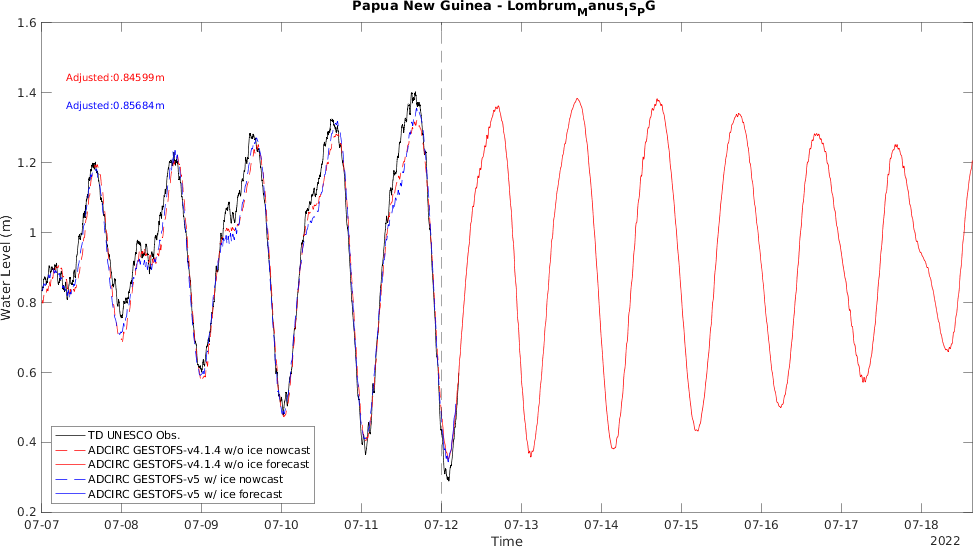 Papua New Guinea - Lombrum_Manus_Is_PG
1.6
1.4
1.2
1
0.8
0.6
0.4
0.2
Water Level (m)
Adjusted:0.84599m
Adjusted:0.85684m
TD UNESCO Obs.
ADCIRC GESTOFS-v4.1.4 w/o ice nowcast
ADCIRC GESTOFS-v4.1.4 w/o ice forecast
ADCIRC GESTOFS-v5 w/ ice nowcast
ADCIRC GESTOFS-v5 w/ ice forecast
07-07 07-08 07-09 07-10 07-11 07-12 07-13 07-14 07-15 07-16 07-17 07-18
Time
2022